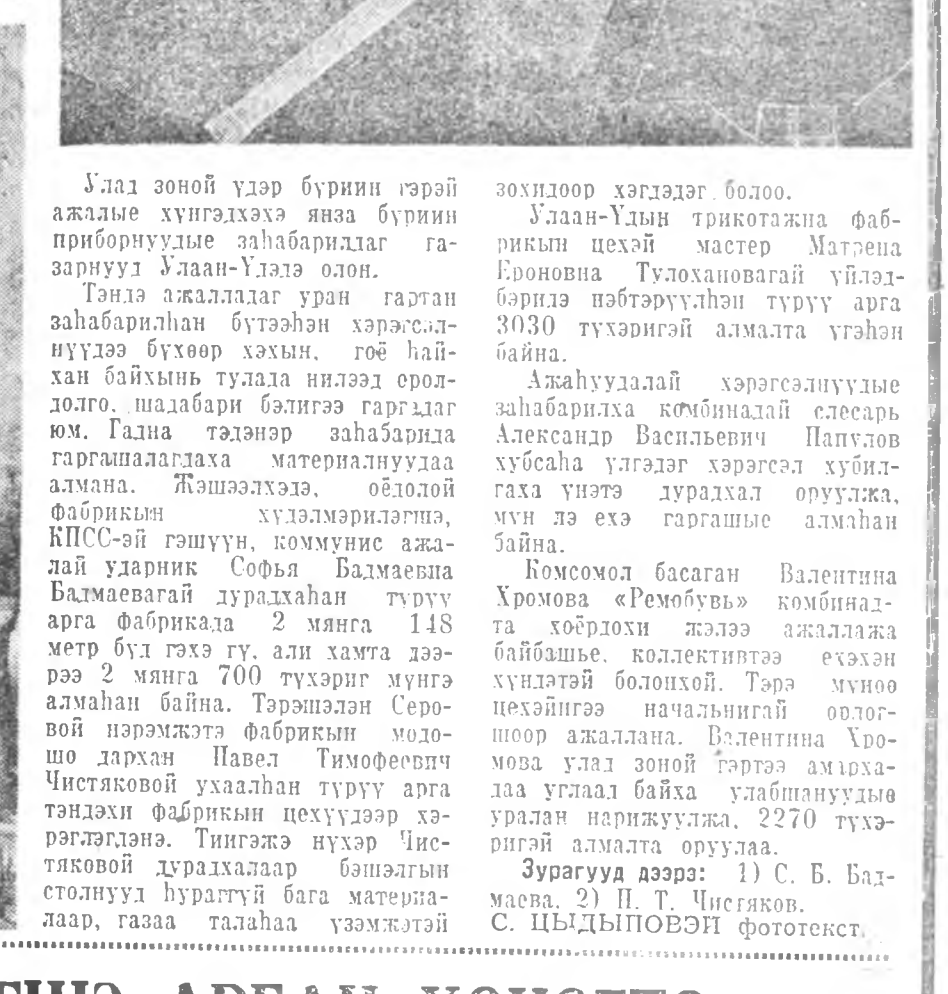 Улад зоной үдэр бүриин гэрэй
ажалые хүнгэдхэхэ янза бүриин
приборнуудые заһабарилдаг га-
зарнууд Улаан-Үдэдэ олон.
Тэндэ ажалладаг уран гартан
заһабарилһан бүтээһэн хэрэгсэл-
нүүдээ бүхөөр хэхын, гоё һай-
хан байхынь тулада нилээд орол-
долго, шадабари бэлигээ гаргадаг
юм. Гадна тэдэнэр заһабарида
гаргашалагдаха материалнуудаа
алмана. Жэшээлхэдэ, оёдолой
фабрикын хүдэлмэрилэгшэ,
КПСС-эй гэшүүн, коммунис ажа-
лай ударник Софья Бадмаевна
Бадмаевагай дурадхаһан түрүү
арга фабрикада 2 мянга 148
метр бүд гэхэ гү, али хамта дээ-
рээ 2 мянга 700 түхэриг мүнгэ
алмаһан байна. Тэрэшэлэн Серо-
вой нэрэмжэтэ фабрикын модо-
шо дархан Павел Тимофеевич
Чистяковой ухаалһан түрүү арга
тэндэхи фабрикын цехүүдээр хэ-
рэглэгдэнэ. Тиигэжэ нүхэр Чис-
тяковой дурадхалаар бэшэлгын
столнууд һураггүй бага материа-
лаар, газаа талаһаа үзэмжэтэй
зохидоор хэгдэдэг болоо.
Улаан-Үдын трикотажна фаб-
рикын цехэй мастер Матрена
Ероновна Тулохановагай үйлэд-
бэридэ нэбтэрүүлһэн түрүү арга
3030 түхэригэй алмалта үгэһэн
байна.
Ажаһуудалай хэрэгсэлнүүдые
заһабарилха комбинадай слесарь
Александр Васильевич Папулов
хубсаһа үлгэдэг хэрэгсэл хубил-
гаха үнэтэ дурадхал оруулжа,
мүн лэ ехэ гаргашые алмаһан
байна.
Комсомол басаган Валентина
Хромова «Ремобувь» комбинад-
та хоёрдохи жэлээ ажаллажа
байбашье, коллективтээ ехэхэн
хүндэтэй болонхой. Тэрэ мүноо
цехэйнгээ начальнигай орлог-
шоор ажаллана. Валентина Хро-
мова улад зоной гэртээ амарха-
даа углаад байха улабшануудые
уралан нарижуулжа, 2270 түхэ-
ригэй алмалта оруулаа.
Зурагууд дээрэ: 1) С. Б. Бад-
маева. 2) П. Т. Чистяков.
С. ЦЫДЫПОВЭЙ фототекст.